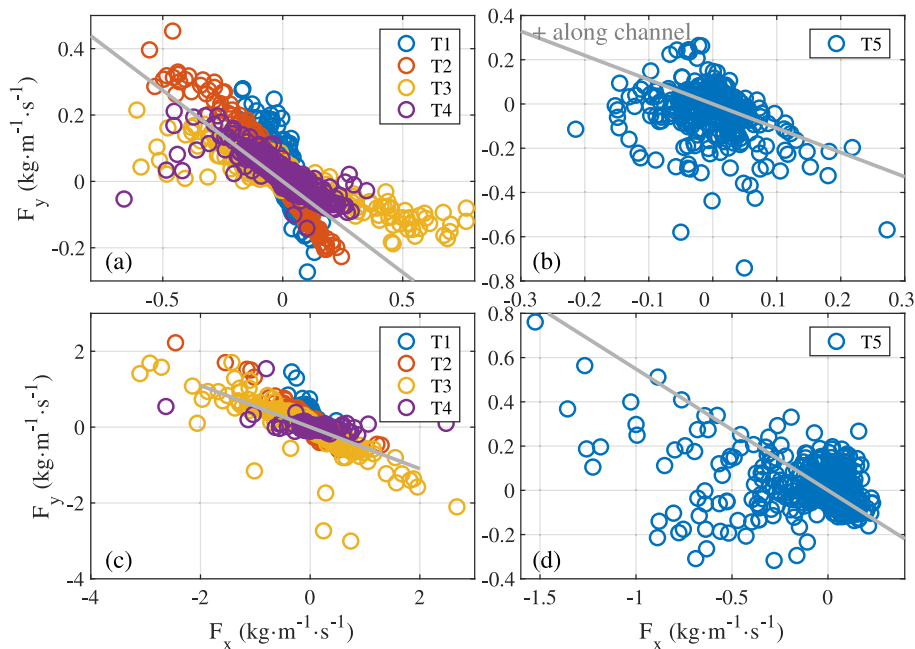 0.4
0.2
0
-0.2
F_y (kg·m⁻¹·s⁻¹)
(a)
T1
T2
T3
T4
-0.5
0
0.5
0.4
0.2
-0
-0.2
-0.4
-0.6
-0.8
+ along channel
(b)
T5
-0.3
-0.2
-0.1
0
0.1
0.2
0.3
2
0
-2
-4
F_y (kg·m⁻¹·s⁻¹)
(c)
T1
T2
T3
T4
-4
-2
0
2
F_x (kg·m⁻¹·s⁻¹)
0.8
0.6
0.4
0.2
0
-0.2
-0.4
-0.6
(d)
T5
-1.5
-1
-0.5
0
F_x (kg·m⁻¹·s⁻¹)